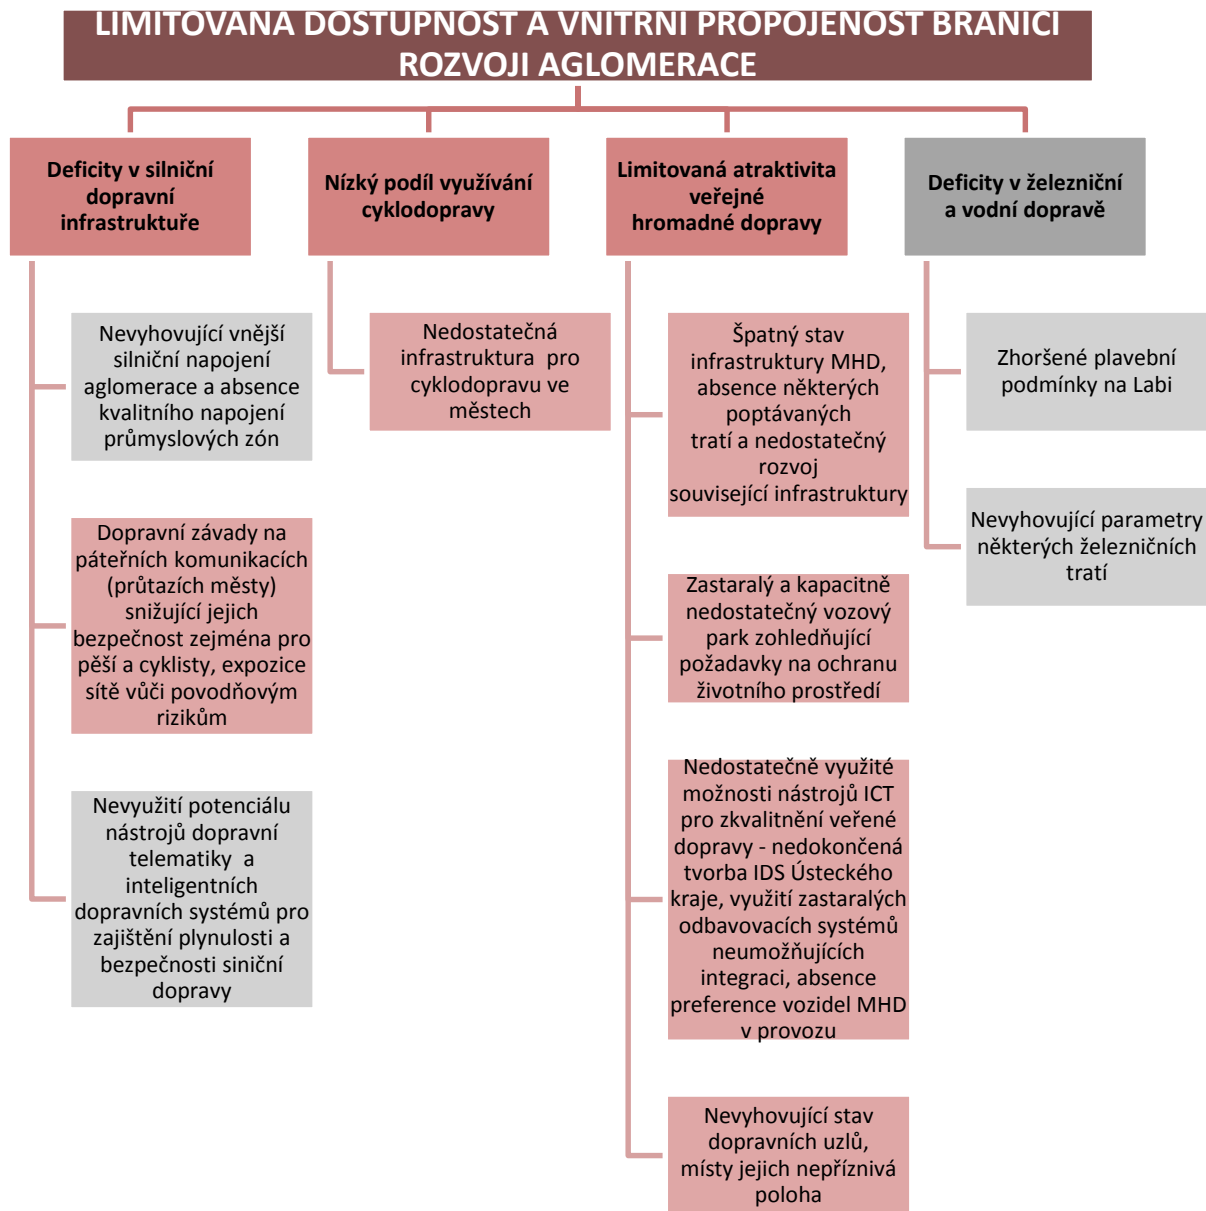 LIMITOVANÁ DOSTUPNOST A VNITŘNÍ PROPOJENOST BRÁNÍCÍ
ROZVOJI AGLOMERACE
Deficity v silniční
dopravní
infrastruktuře
Nevyhovující vnější
silniční napojení
aglomerace a absence
kvalitního napojení
průmyslových zón
Dopravní závady na
páteřních komunikacích
(průtazích městy)
snižující jejich
bezpečnost zejména pro
pěší a cyklisty, expozice
sítě vůči povodňovým
rizikům
Nevyužití potenciálu
nástrojů dopravní
telematiky a
inteligentních
dopravních systémů pro
zajištění plynulosti a
bezpečnosti siniční
dopravy
Nízký podíl využívání
cyklodopravy
Nedostatečná
infrastruktura pro
cyklodopravu ve
městech
Limitovaná atraktivita
veřejné
hromadné dopravy
Špatný stav
infrastruktury MHD,
absence některých
poptávaných
tratí a nedostatečný
rozvoj
související infrastruktury
Zastaralý a kapacitně
nedostatečný vozový
park zohledňující
požadavky na ochranu
životního prostředí
Nedostatečně využité
možnosti nástrojů ICT
pro zkvalitnění veřené
dopravy - nedokončená
tvorba IDS Ústeckého
kraje, využití zastaralých
odbavovacích systémů
neumožňujících
integraci, absence
preference vozidel MHD
v provozu
Nevyhovující stav
dopravních uzlů,
místy jejich nepříznivá
poloha
Deficity v železniční
a vodní dopravě
Zhoršené plavební
podmínky na Labi
Nevyhovující parametry
některých železničních
tratí